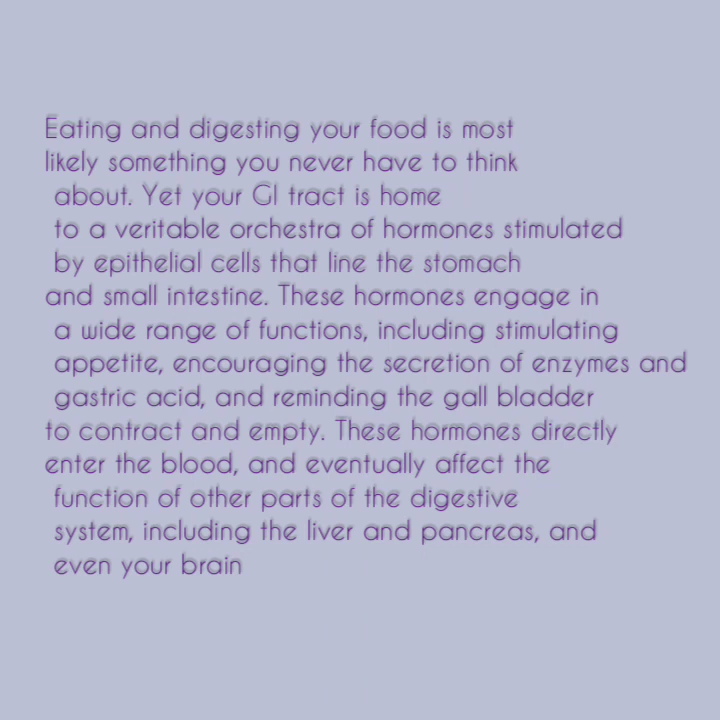 Eating and digesting your food is most
likely something you never have to think
about. Yet your GI tract is home
to a veritable orchestra of hormones stimulated
by epithelial cells that line the stomach
and small intestine. These hormones engage in
a wide range of functions, including stimulating
appetite, encouraging the secretion of enzymes and
gastric acid, and reminding the gall bladder
to contract and empty. These hormones directly
enter the blood, and eventually affect the
function of other parts of the digestive
system, including the liver and pancreas, and
even your brain